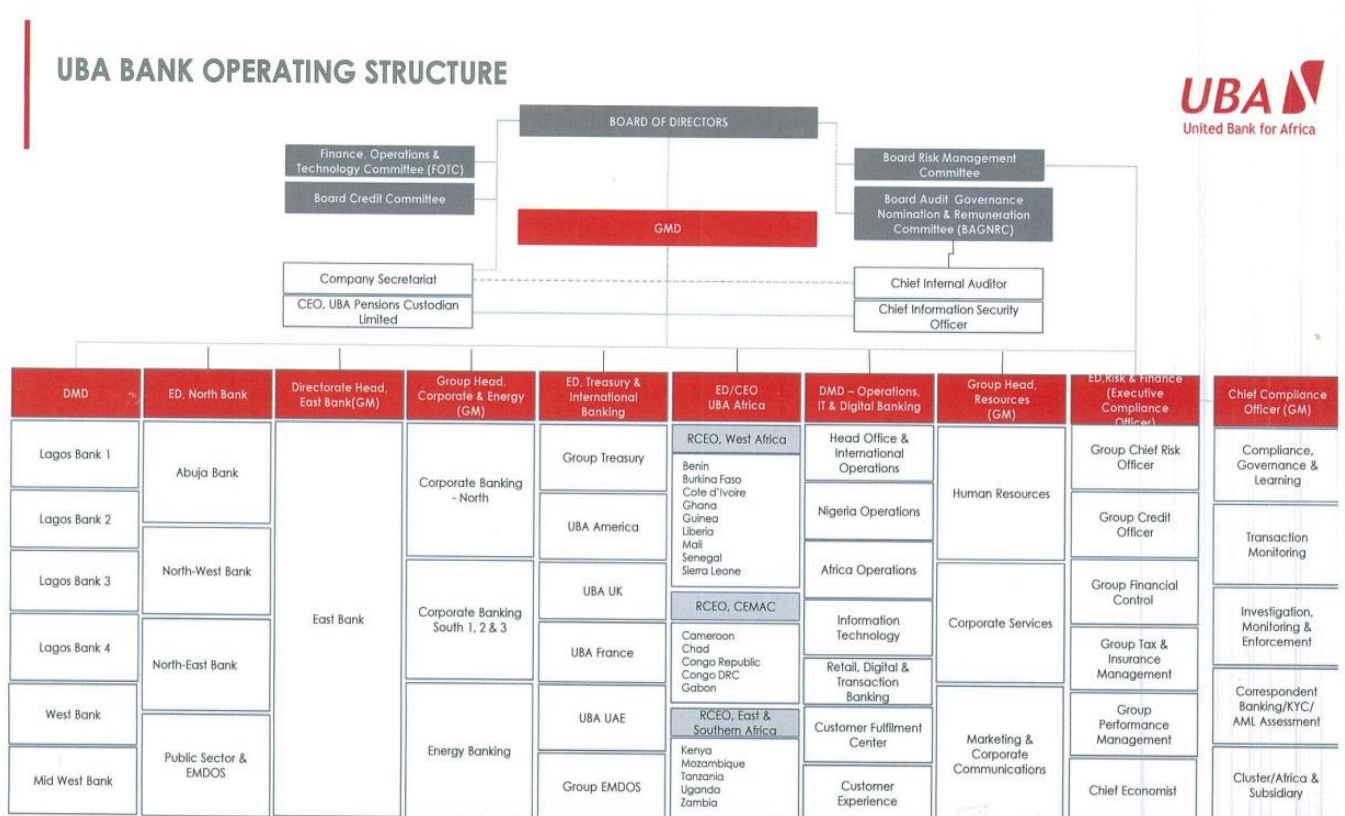 UBA BANK OPERATING STRUCTURE
UBA
United Bank for Africa
BOARD OF DIRECTORS
Finance, Operations &
Technology Committee (FOTC)
Board Credit Committee
Board Risk Management
Committee
Board Audit Governance
Nomination & Remuneration
Committee (BAGNRC)
GMD
Company Secretariat
CEO, UBA Pensions Custodian
Limited
Chief Internal Auditor
Chief Information Security
Officer
DMD
Lagos Bank 1
Lagos Bank 2
Lagos Bank 3
Lagos Bank 4
West Bank
Mid West Bank
ED, North Bank
Abuja Bank
North-West Bank
North-East Bank
Public Sector &
EMDOS
Directorate Head,
East Bank(GM)
East Bank
Group Head,
Corporate & Energy
(GM)
Corporate Banking
- North
Corporate Banking
South 1, 2 & 3
Energy Banking
ED, Treasury &
International
Banking
Group Treasury
UBA America
UBA UK
UBA France
UBA UAE
Group EMDOS
ED/CEO
UBA Africa
RCEO, West Africa
Benin
Burkina Faso
Cote d'Ivoire
Ghana
Guinea
Liberia
Mali
Senegal
Sierra Leone
RCEO, CEMAC
Cameroon
Chad
Congo Republic
Congo DRC
Gabon
RCEO, East &
Southern Africa
Kenya
Mozambique
Tanzania
Uganda
Zambia
DMD – Operations,
IT & Digital Banking
Head Office &
International
Operations
Nigeria Operations
Africa Operations
Information
Technology
Retail, Digital &
Transaction
Banking
Customer Fulfilment
Center
Customer
Experience
Group Head,
Resources
(GM)
Human Resources
Corporate Services
Marketing &
Corporate
Communications
ED,Risk & Finance
(Executive
Compliance
Officer)
Group Chief Risk
Officer
Group Credit
Officer
Group Financial
Control
Group Tax &
Insurance
Management
Group
Performance
Management
Chief Economist
Chief Compliance
Officer (GM)
Compliance,
Governance &
Learning
Transaction
Monitoring
Investigation,
Monitoring &
Enforcement
Correspondent
Banking/KYC/
AML Assessment
Cluster/Africa &
Subsidiary